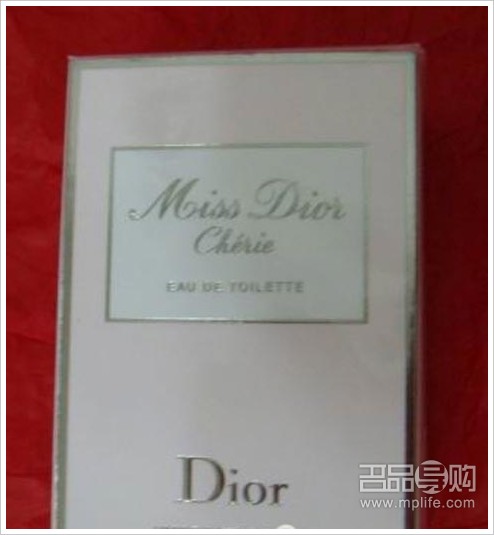 Miss Dior
Chérie
EAU DE TOILETTE
Dior
名品导购
www.mplife.com